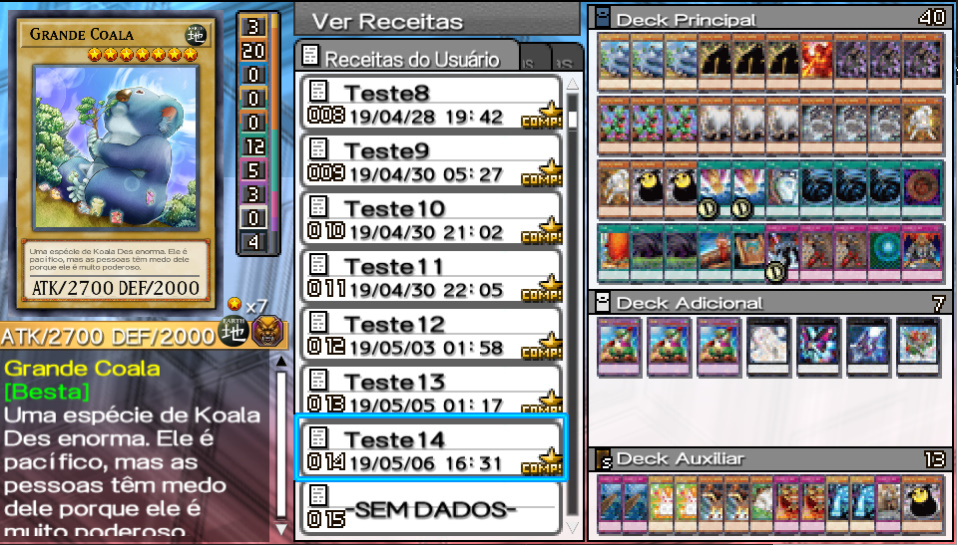 GRANDE COALA
地
Uma espécie de Koala Des enorma. Ele é
pacífico, mas as pessoas têm medo dele
porque ele é muito poderoso.
ATK/2700 DEF/2000
x7
ATK/2700 DEF/2000
EARTH
地
Grande Coala
[Besta]
Uma espécie de Koala
Des enorma. Ele é
pacífico, mas as
pessoas têm medo
dele porque ele é
muito poderoso
3
20
0
0
0
12
5
3
0
4
Ver Receitas
Receitas do Usuário
Teste8
008 19/04/28 19:42 COMP!
Teste9
009 19/04/30 05:27 COMP!
Teste10
010 19/04/30 21:02 COMP!
Teste11
011 19/04/30 22:05 COMP!
Teste12
012 19/05/03 01:58 COMP!
Teste13
013 19/05/05 01:17 COMP!
Teste14
014 19/05/06 16:31 COMP!
015 -SEM DADOS-
Deck Principal 40
Deck Adicional 7
Deck Auxiliar 13